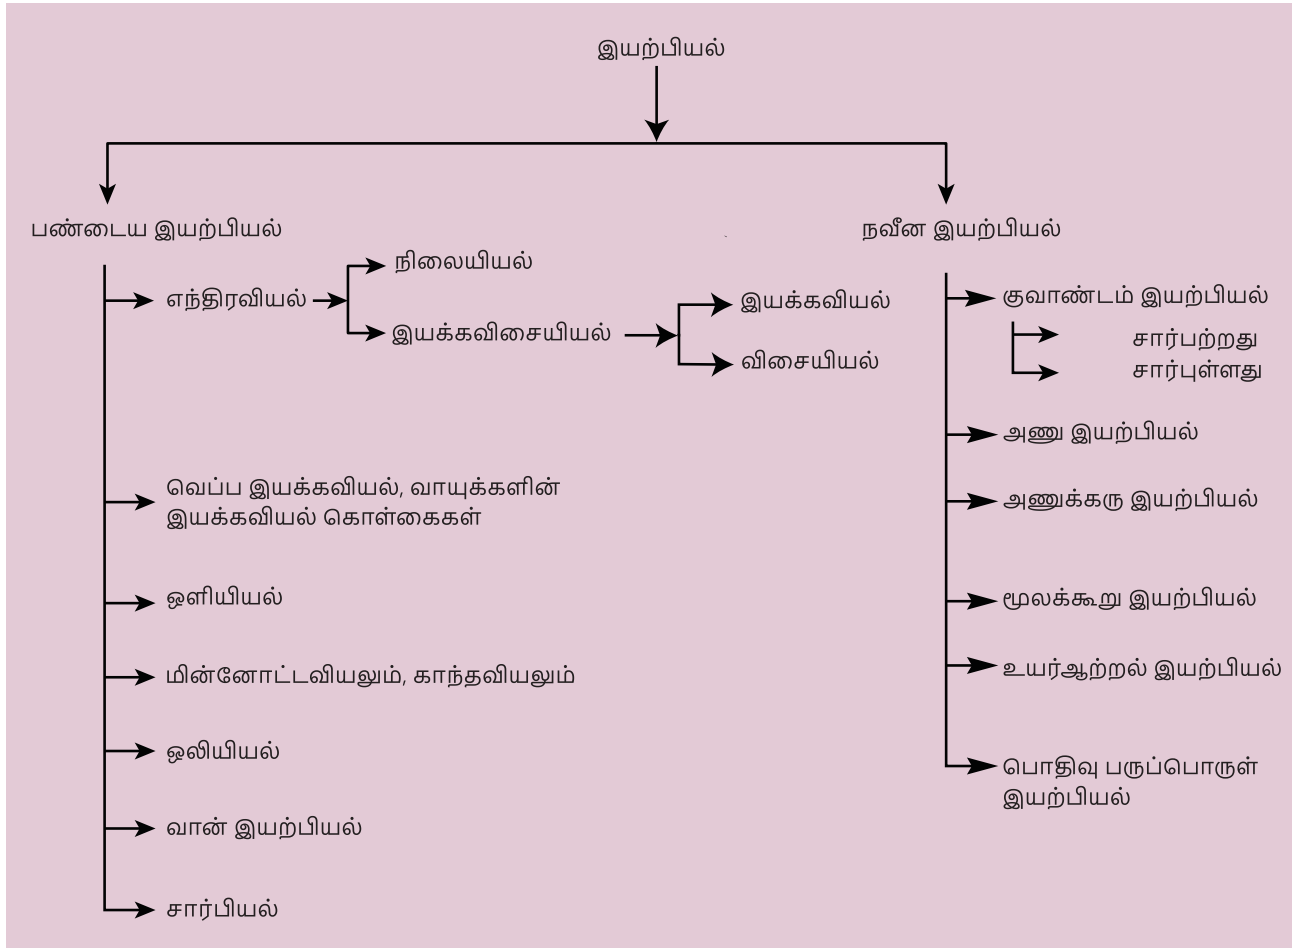 இயற்பியல்
பண்டைய இயற்பியல்
எந்திரவியல்
நிலையியல்
இயக்கவிசையியல்
இயக்கவியல்
விசையியல்
வெப்ப இயக்கவியல், வாயுக்களின்
இயக்கவியல் கொள்கைகள்
ஒளியியல்
மின்னோட்டவியலும், காந்தவியலும்
ஒலியியல்
வான் இயற்பியல்
சார்பியல்
நவீன இயற்பியல்
குவாண்டம் இயற்பியல்
சார்பற்றது
சார்புள்ளது
அணு இயற்பியல்
அணுக்கரு இயற்பியல்
மூலக்கூறு இயற்பியல்
உயர்ஆற்றல் இயற்பியல்
பொதிவு பருப்பொருள்
இயற்பியல்